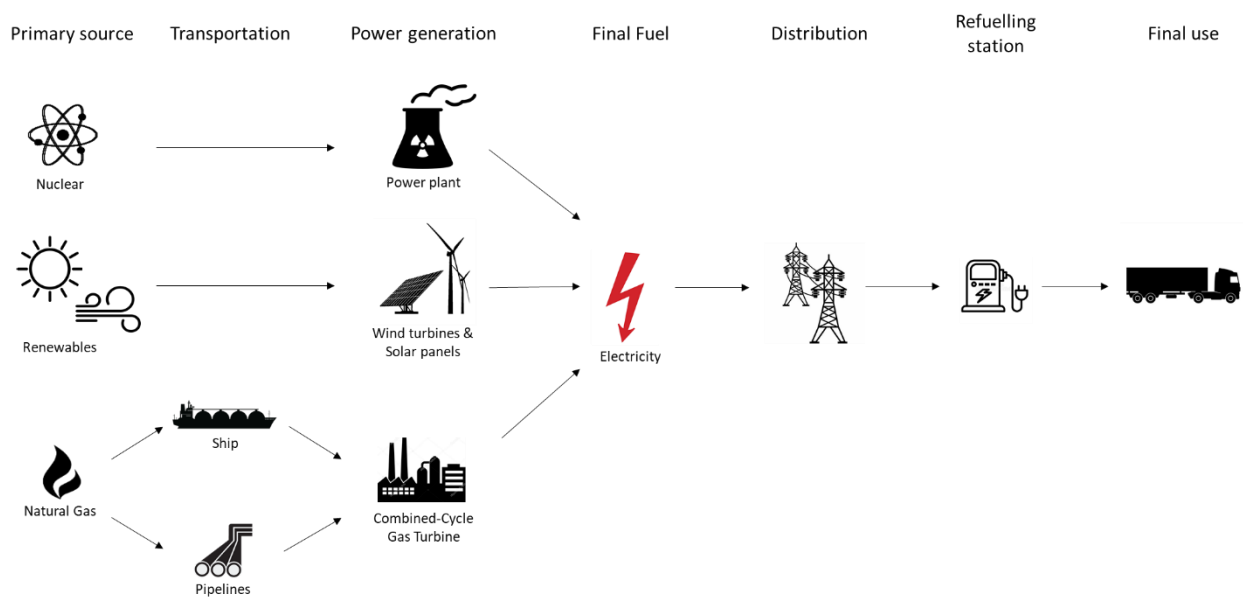 Primary source
Transportation
Power generation
Final Fuel
Distribution
Refuelling
station
Final use
Nuclear
Power plant
Renewables
Wind turbines &
Solar panels
Electricity
Ship
Natural Gas
Combined-Cycle
Gas Turbine
Pipelines